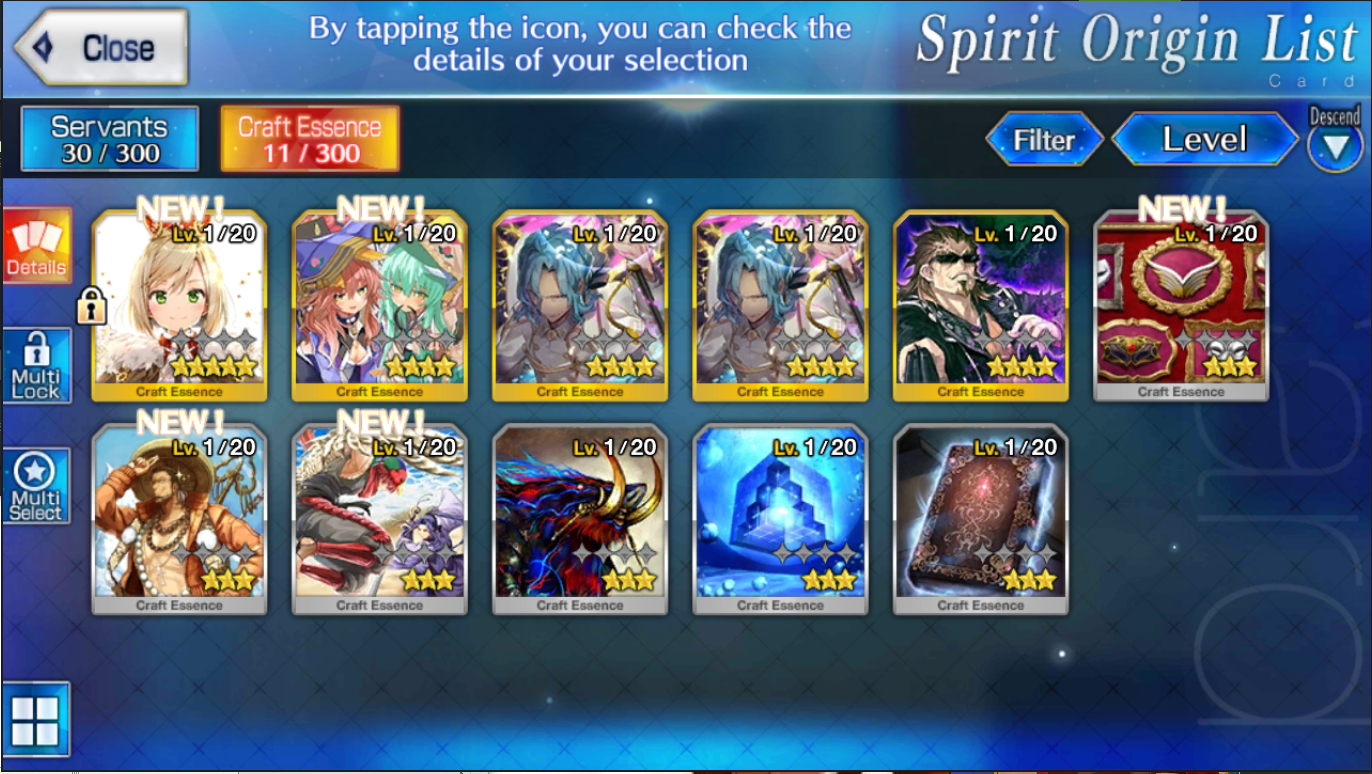 Close
By tapping the icon, you can check the
details of your selection
Spirit Origin List
Card
Servants
30 / 300
Craft Essence
11 / 300
Filter
Level
Descend
Details
Multi
Lock
Multi
Select
NEW!
Lv. 1/20
Craft Essence
NEW!
Lv. 1/20
Craft Essence
Lv. 1/20
Craft Essence
Lv. 1/20
Craft Essence
Lv. 1/20
Craft Essence
NEW!
Lv. 1/20
Craft Essence
NEW!
Lv. 1/20
Craft Essence
NEW!
Lv. 1/20
Craft Essence
Lv. 1/20
Craft Essence
Lv. 1/20
Craft Essence
Lv. 1/20
Craft Essence